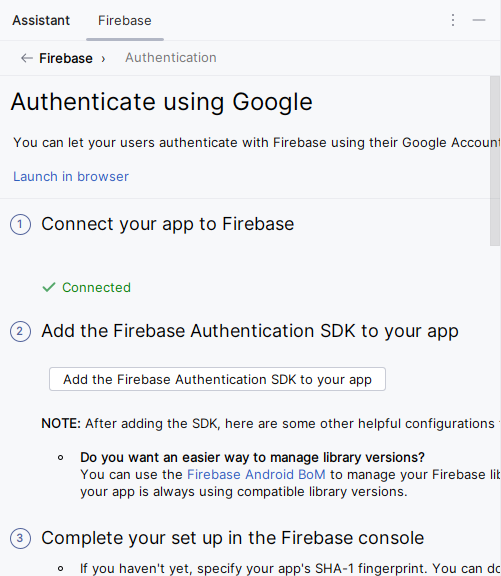 Assistant Firebase
Firebase › Authentication
Authenticate using Google
You can let your users authenticate with Firebase using their Google Account
Launch in browser
1 Connect your app to Firebase
Connected
2 Add the Firebase Authentication SDK to your app
Add the Firebase Authentication SDK to your app
NOTE: After adding the SDK, here are some other helpful configurations
Do you want an easier way to manage library versions?
You can use the Firebase Android BoM to manage your Firebase lib
your app is always using compatible library versions.
3 Complete your set up in the Firebase console
If you haven't yet, specify your app's SHA-1 fingerprint. You can do